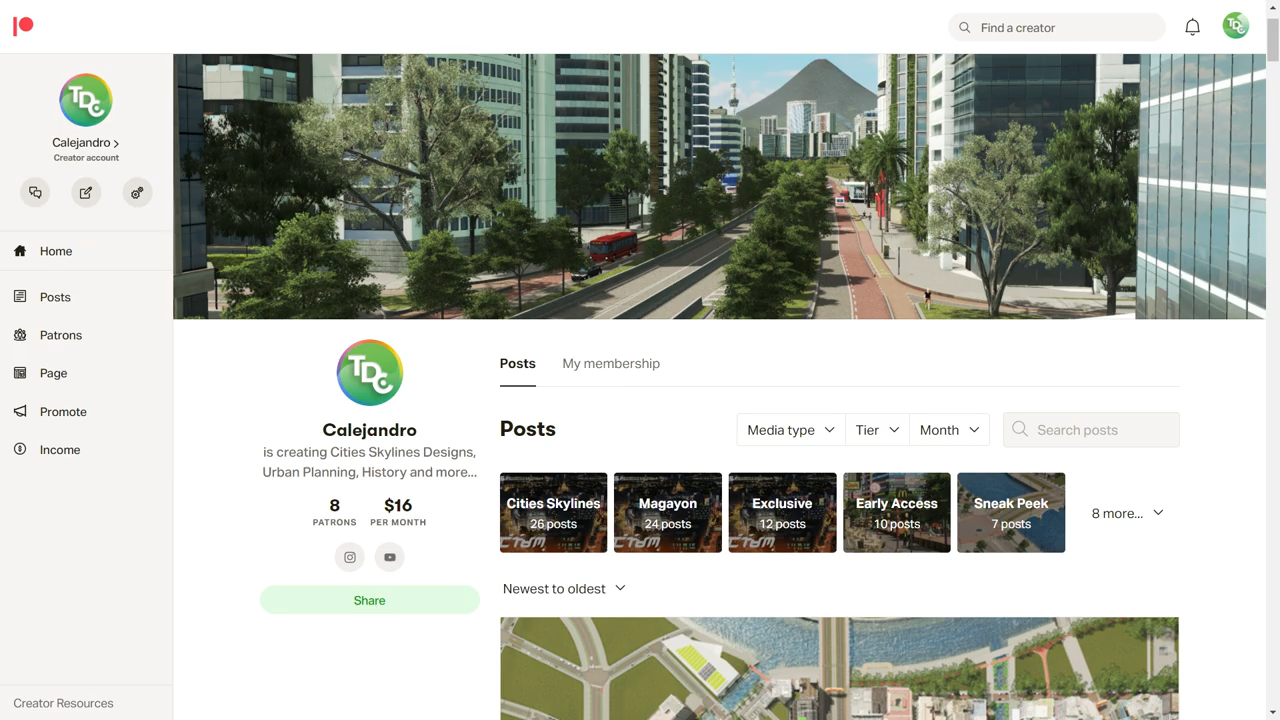 Find a creator
TDC
TDC
Calejandro
Creator account
Home
Posts
Patrons
Page
Promote
Income
Creator Resources
TDC
Calejandro
is creating Cities Skylines Designs,
Urban Planning, History and more...
8 $16
PATRONS PER MONTH
Share
Posts My membership
Posts Media type Tier Month Search posts
Cities Skylines Magayon Exclusive Early Access Sneak Peek
26 posts 24 posts 12 posts 10 posts 7 posts
8 more...
Newest to oldest